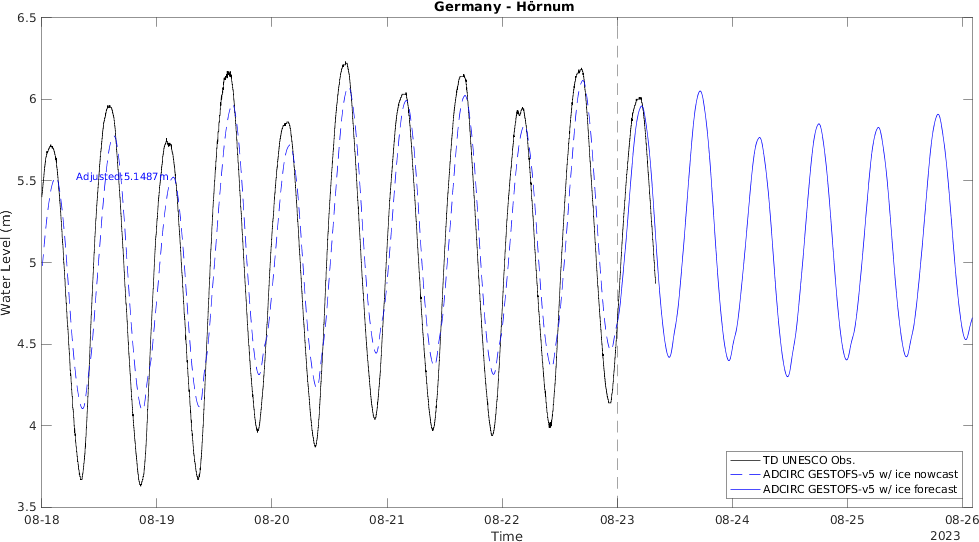 Germany - Hörnum
6.5
6
5.5
5
4.5
4
3.5
Water Level (m)
Adjusted:5.1487m
TD UNESCO Obs.
ADCIRC GESTOFS-v5 w/ ice nowcast
ADCIRC GESTOFS-v5 w/ ice forecast
08-18 08-19 08-20 08-21 08-22 08-23 08-24 08-25 08-26
Time
2023